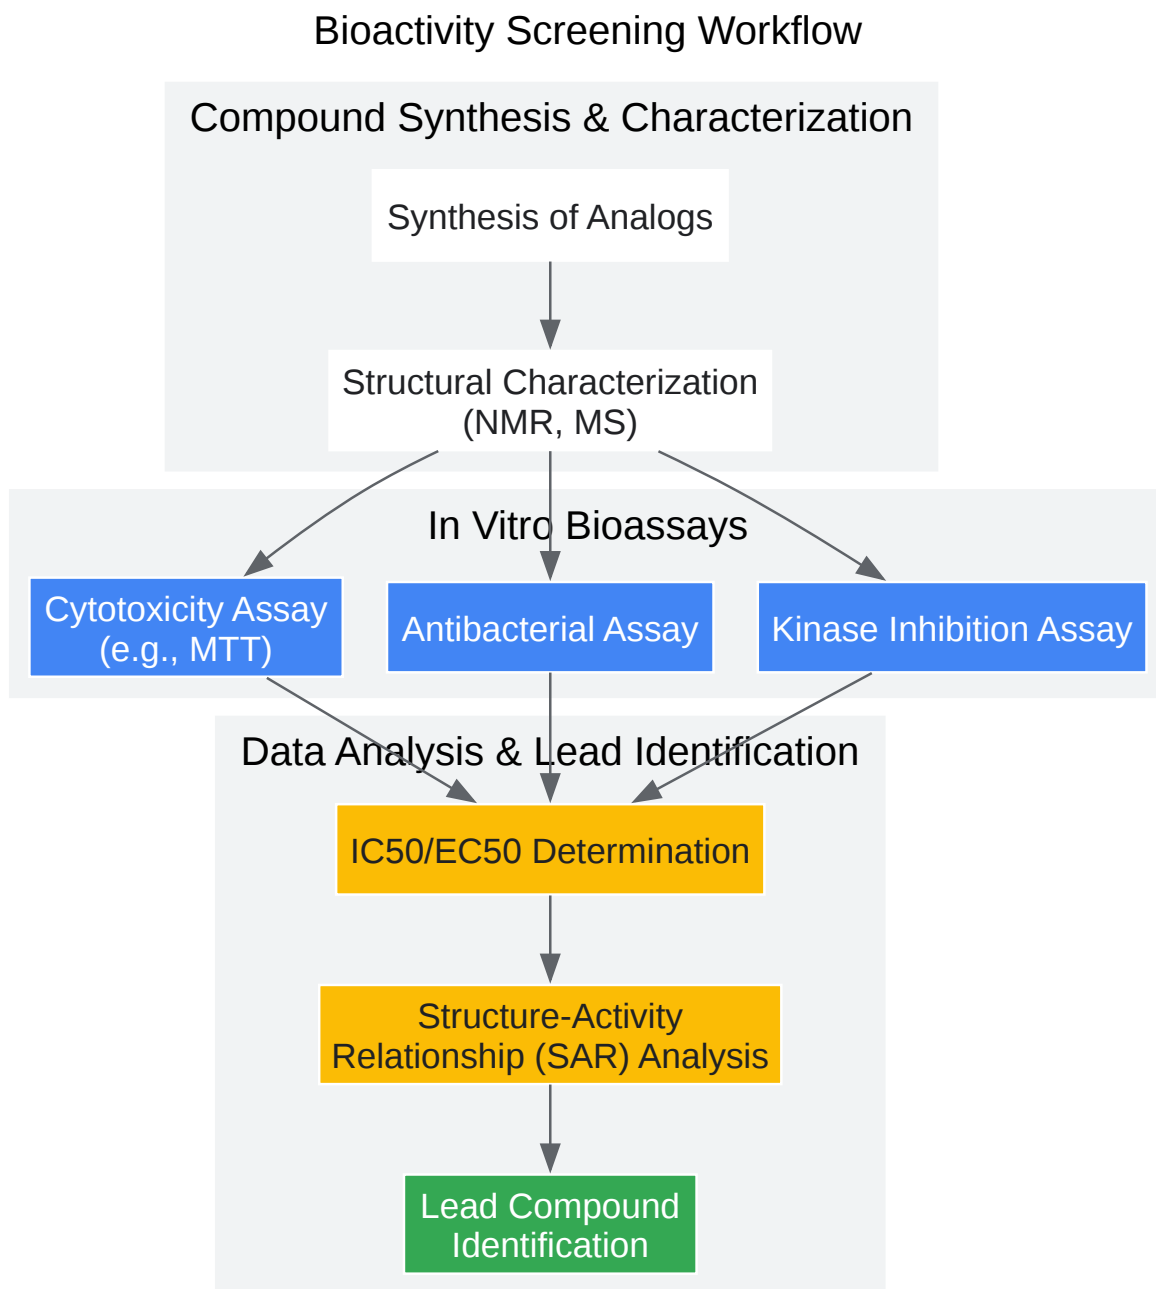 Bioactivity Screening Workflow
Compound Synthesis & Characterization
Synthesis of Analogs
Structural Characterization
(NMR, MS)
In Vitro Bioassays
Cytotoxicity Assay
(e.g., MTT)
Antibacterial Assay
Kinase Inhibition Assay
Data Analysis & Lead Identification
IC50/EC50 Determination
Structure-Activity
Relationship (SAR) Analysis
Lead Compound
Identification